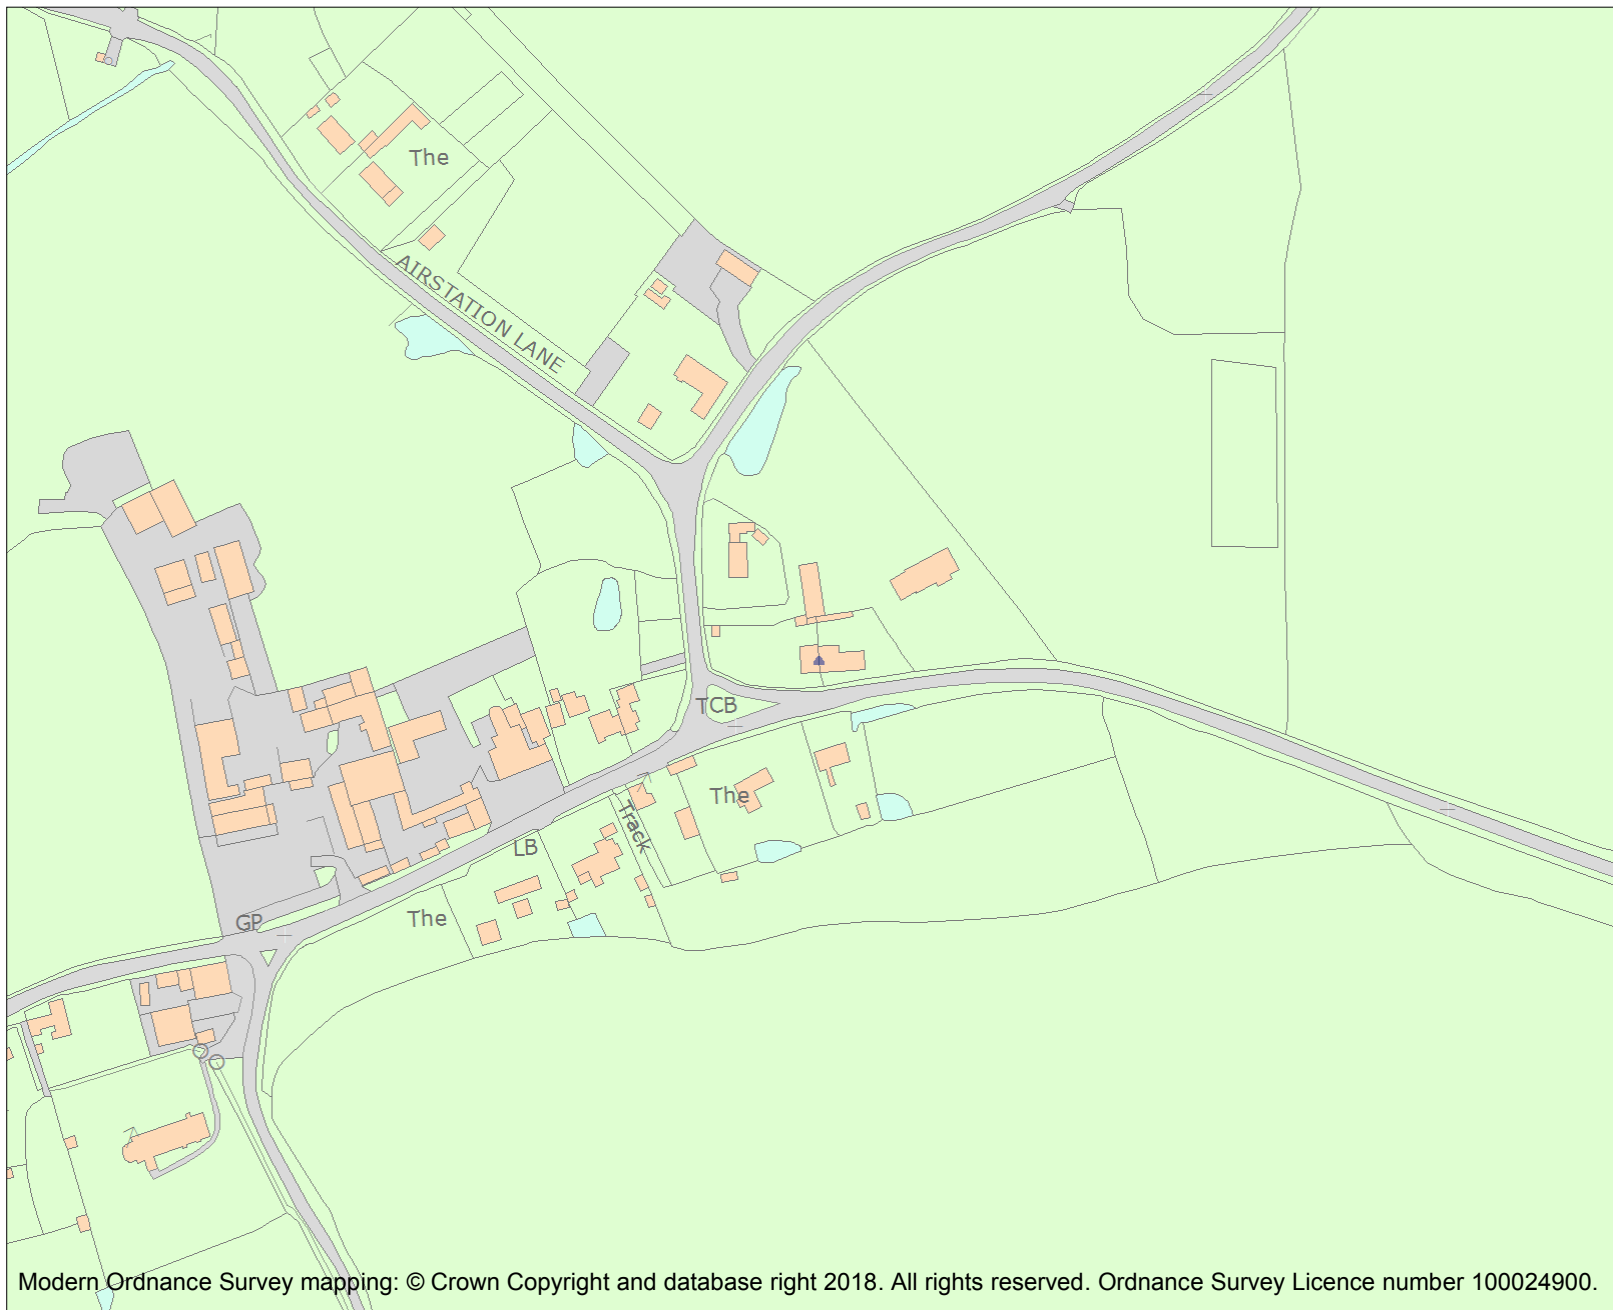 The
AIRSTATION LANE
TCB
The
Track
LB
The
GP
Modern Ordnance Survey mapping: © Crown Copyright and database right 2018. All rights reserved. Ordnance Survey Licence number 100024900.